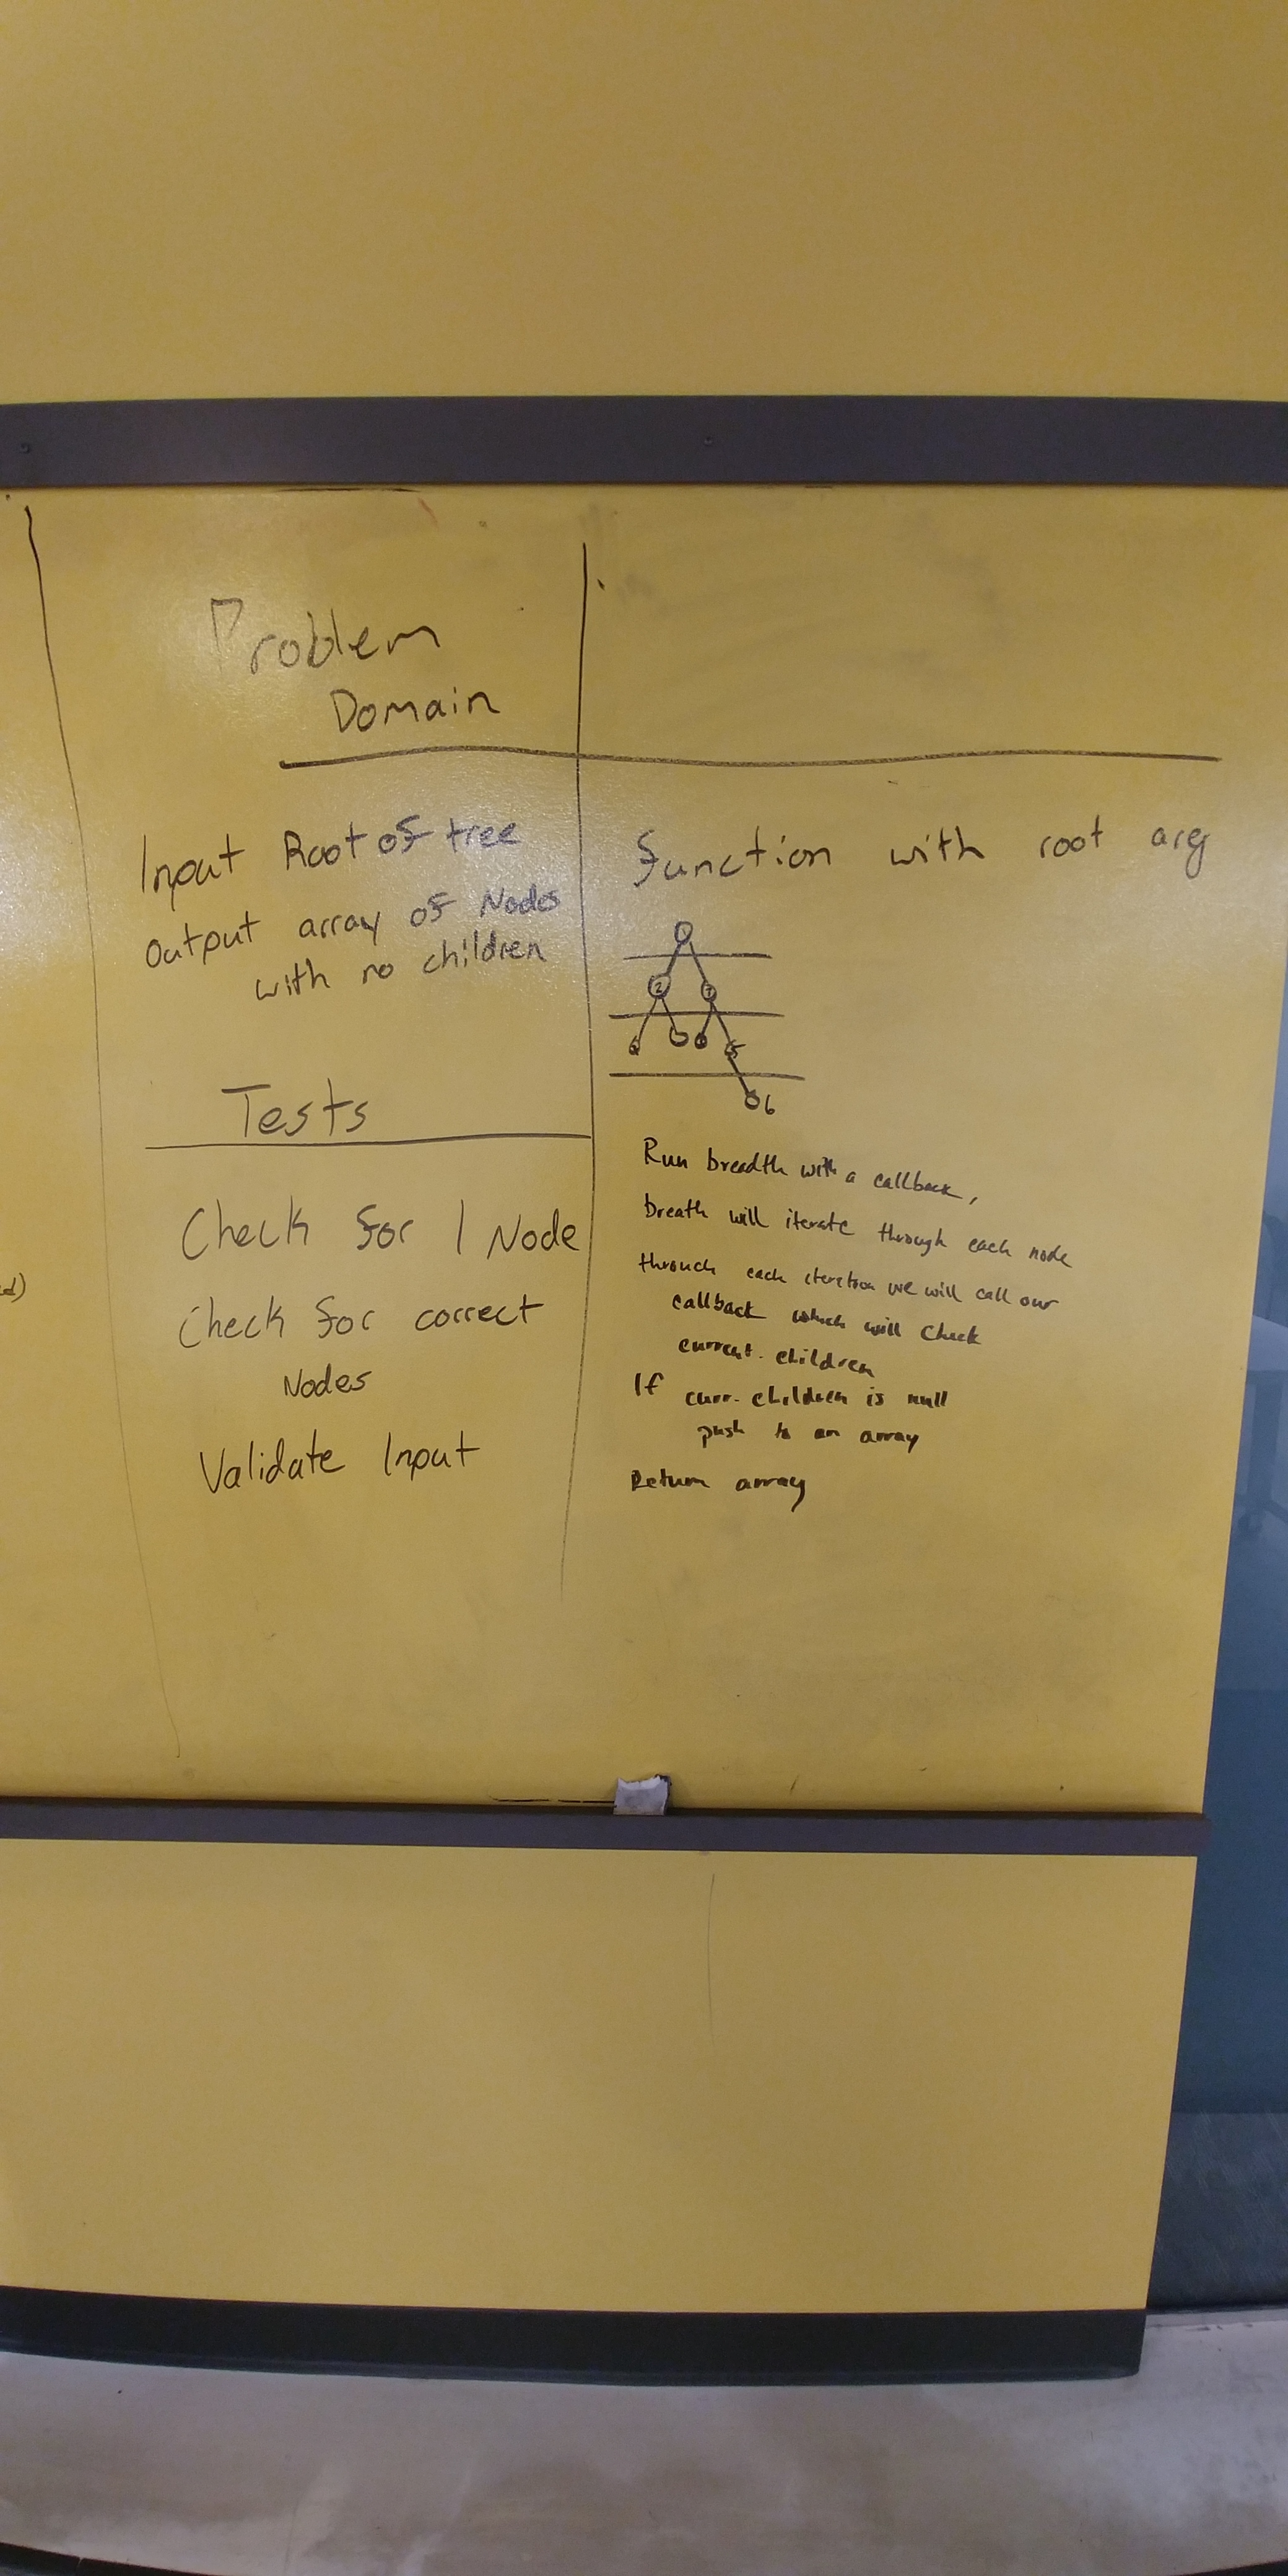 Problem
Domain
Input Root of tree
Output array of Nodes
with no children
Tests
Check for 1 Node
Check for correct
Nodes
Validate Input
function with root arg
2
6
Run breadth with a callback,
breath will iterate through each node
through each iteration we will call our
callback which will check
current. children
If curr. children is null
push to an array
Return array